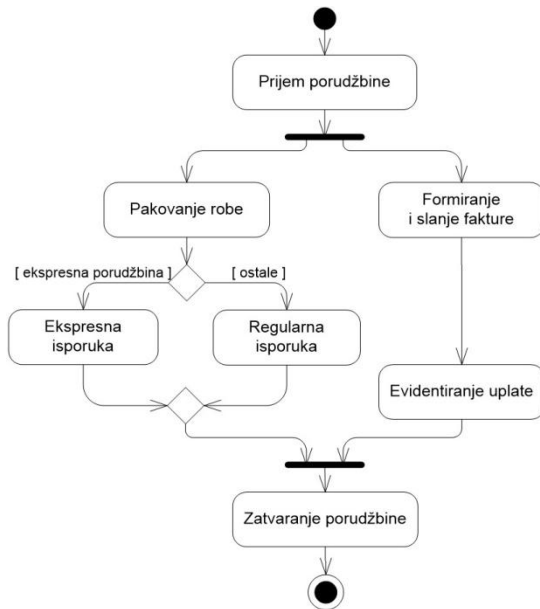 Prijem porudžbine
Pakovanje robe
Formiranje
i slanje fakture
[ ekspresna porudžbina ]
[ ostale ]
Ekspresna
isporuka
Regularna
isporuka
Evidentiranje uplate
Zatvaranje porudžbine